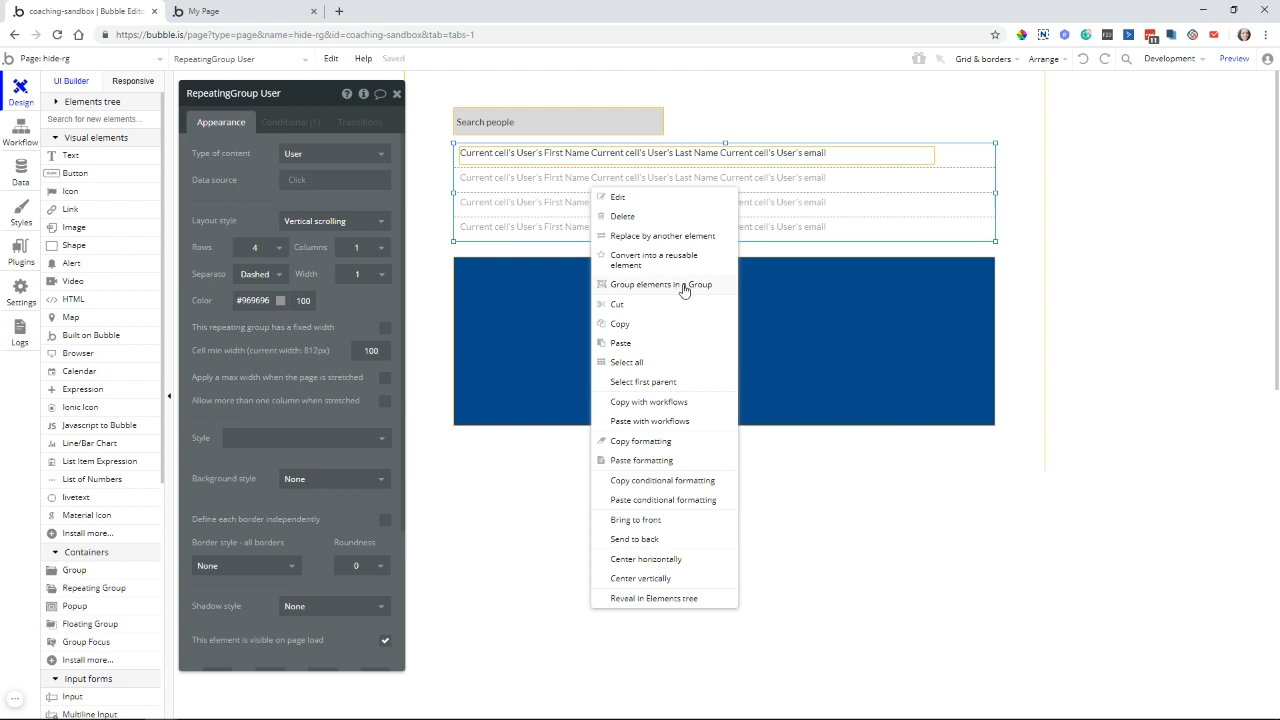 coaching-sandbox | Bubble Edito
My Page
https://bubble.is/page?type=page&name=hide-rg&id=coaching-sandbox&tab=tabs-1
11
Page: hide-rg
RepeatingGroup User
Edit
Help
Saved
Grid & borders
Arrange
Development
Preview
Design
Workflow
Data
Styles
Plugins
Settings
Logs
UI Builder
Responsive
Elements tree
Search for new elements...
Visual elements
Text
Button
Icon
Link
Image
Shape
Alert
Video
HTML
Map
Built on Bubble
Browser
Calendar
Expression
Ionic Icon
Javascript to Bubble
Line/Bar Chart
List Item Expression
List of Numbers
livetext
Material Icon
Install more...
Containers
Group
Repeating Group
Popup
Floating Group
Group Focus
Install more...
Input forms
Input
Multiline Input
RepeatingGroup User
Appearance
Conditional (1)
Transitions
Type of content
User
Data source
Click
Layout style
Vertical scrolling
Rows
4
Columns
1
Separato
Dashed
Width
1
Color
#969696
100
This repeating group has a fixed width
Cell min width (current width: 812px)
100
Apply a max width when the page is stretched
Allow more than one column when stretched
Style
Background style
None
Define each border independently
Border style - all borders
Roundness
None
0
Shadow style
None
This element is visible on page load
Search people
Current cell's User's First Name Current cell's User's Last Name Current cell's User's email
Current cell's User's First Name Current cell's User's Last Name Current cell's User's email
Current cell's User's First Name
rent cell's User's email
Current cell's User's First Name
rent cell's User's email
Edit
Delete
Replace by another element
Convert into a reusable
element
Group elements in a Group
Cut
Copy
Paste
Select all
Select first parent
Copy with workflows
Paste with workflows
Copy formatting
Paste formatting
Copy conditional formatting
Paste conditional formatting
Bring to front
Send to back
Center horizontally
Center vertically
Reveal in Elements tree